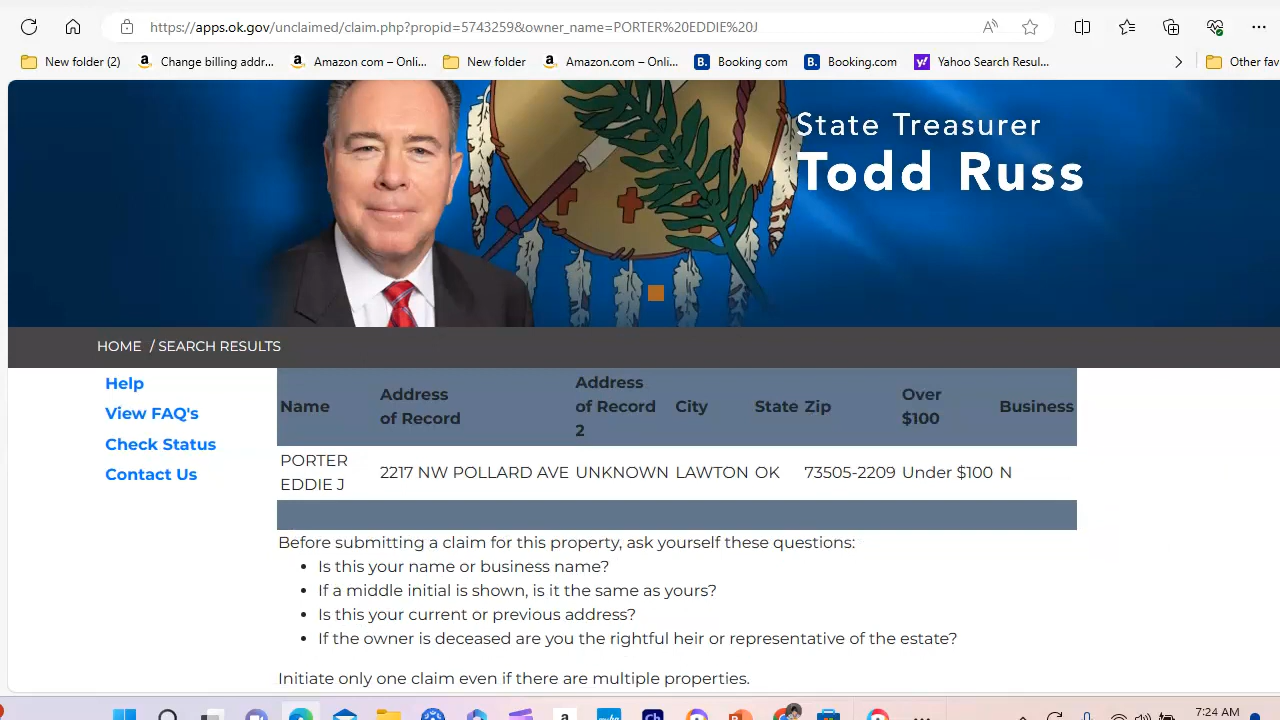 https://apps.ok.gov/unclaimed/claim.php?propid=5743259&owner_name=PORTER%20EDDIE%20J
New folder (2) Change billing addr... Amazon com – Onli... New folder Amazon.com – Onli... B. Booking com B. Booking.com y! Yahoo Search Resul... Other fav
State Treasurer
Todd Russ
HOME / SEARCH RESULTS
Help
View FAQ's
Check Status
Contact Us
Name Address of Record Address of Record 2 City State Zip Over $100 Business
PORTER EDDIE J 2217 NW POLLARD AVE UNKNOWN LAWTON OK 73505-2209 Under $100 N
Before submitting a claim for this property, ask yourself these questions:
• Is this your name or business name?
• If a middle initial is shown, is it the same as yours?
• Is this your current or previous address?
• If the owner is deceased are you the rightful heir or representative of the estate?
Initiate only one claim even if there are multiple properties.
7:24 AM